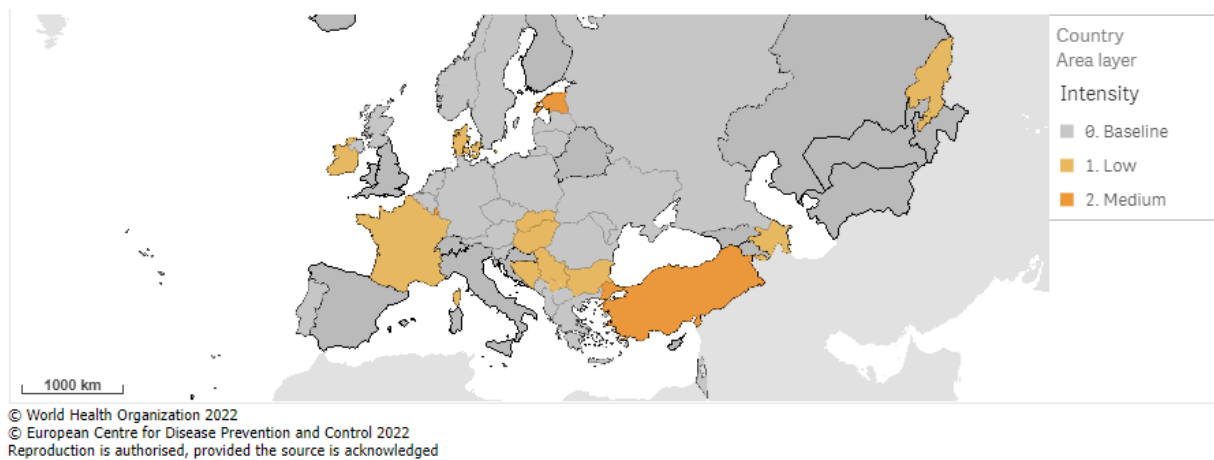 Country
Area layer
Intensity
0. Baseline
1. Low
2. Medium
1000 km
© World Health Organization 2022
© European Centre for Disease Prevention and Control 2022
Reproduction is authorised, provided the source is acknowledged